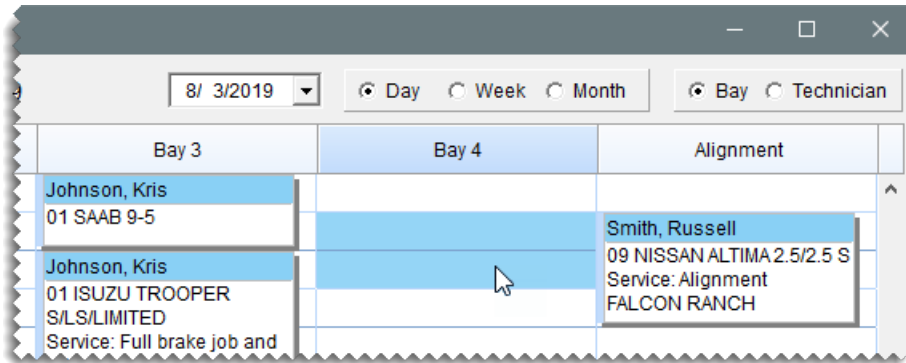 8/ 3/2019 Day Week Month Bay Technician
Bay 3 Bay 4 Alignment
Johnson, Kris
01 SAAB 9-5
Johnson, Kris
01 ISUZU TROOPER
S/LS/LIMITED
Service: Full brake job and
Smith, Russell
09 NISSAN ALTIMA 2.5/2.5 S
Service: Alignment
FALCON RANCH